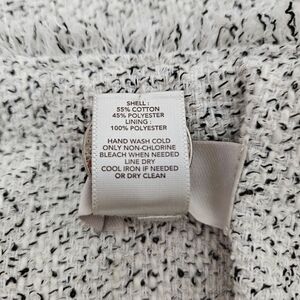 SHELL :
55% COTTON
45% POLYESTER
LINING :
100% POLYESTER
HAND WASH COLD
ONLY NON-CHLORINE
BLEACH WHEN NEEDED
LINE DRY
COOL IRON IF NEEDED
OR DRY CLEAN